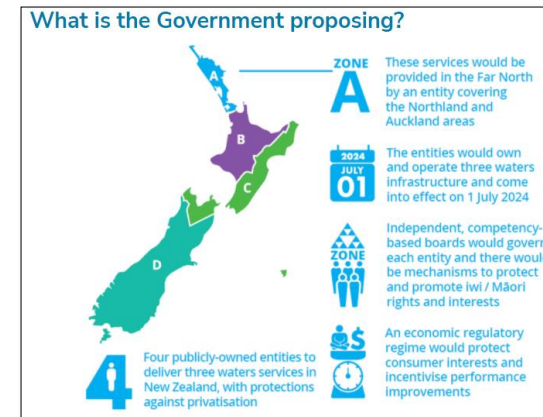 What is the Government proposing?
A
B
C
D
ZONE
A
These services would be
provided in the Far North
by an entity covering
the Northland and
Auckland areas
2024
JULY
01
The entities would own
and operate three waters
infrastructure and come
into effect on 1 July 2024
ZONE
Independent, competency-
based boards would govern
each entity and there would
be mechanisms to protect
and promote iwi / Māori
rights and interests
$
An economic regulatory
regime would protect
consumer interests and
incentivise performance
improvements
4
Four publicly-owned entities to
deliver three waters services in
New Zealand, with protections
against privatisation